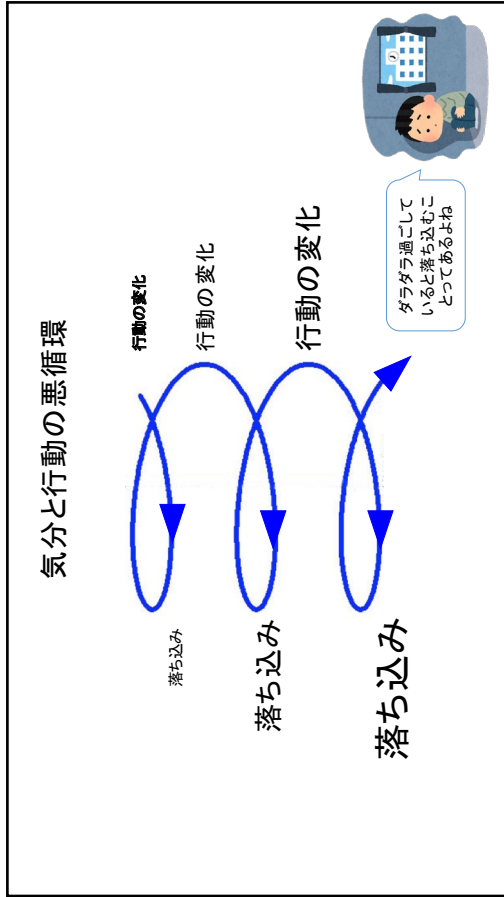 気分と行動の悪循環
行動の変化
落ち込み
行動の変化
落ち込み
行動の変化
落ち込み
ダラダラ過ごして
いると落ち込むこ
とってあるよね